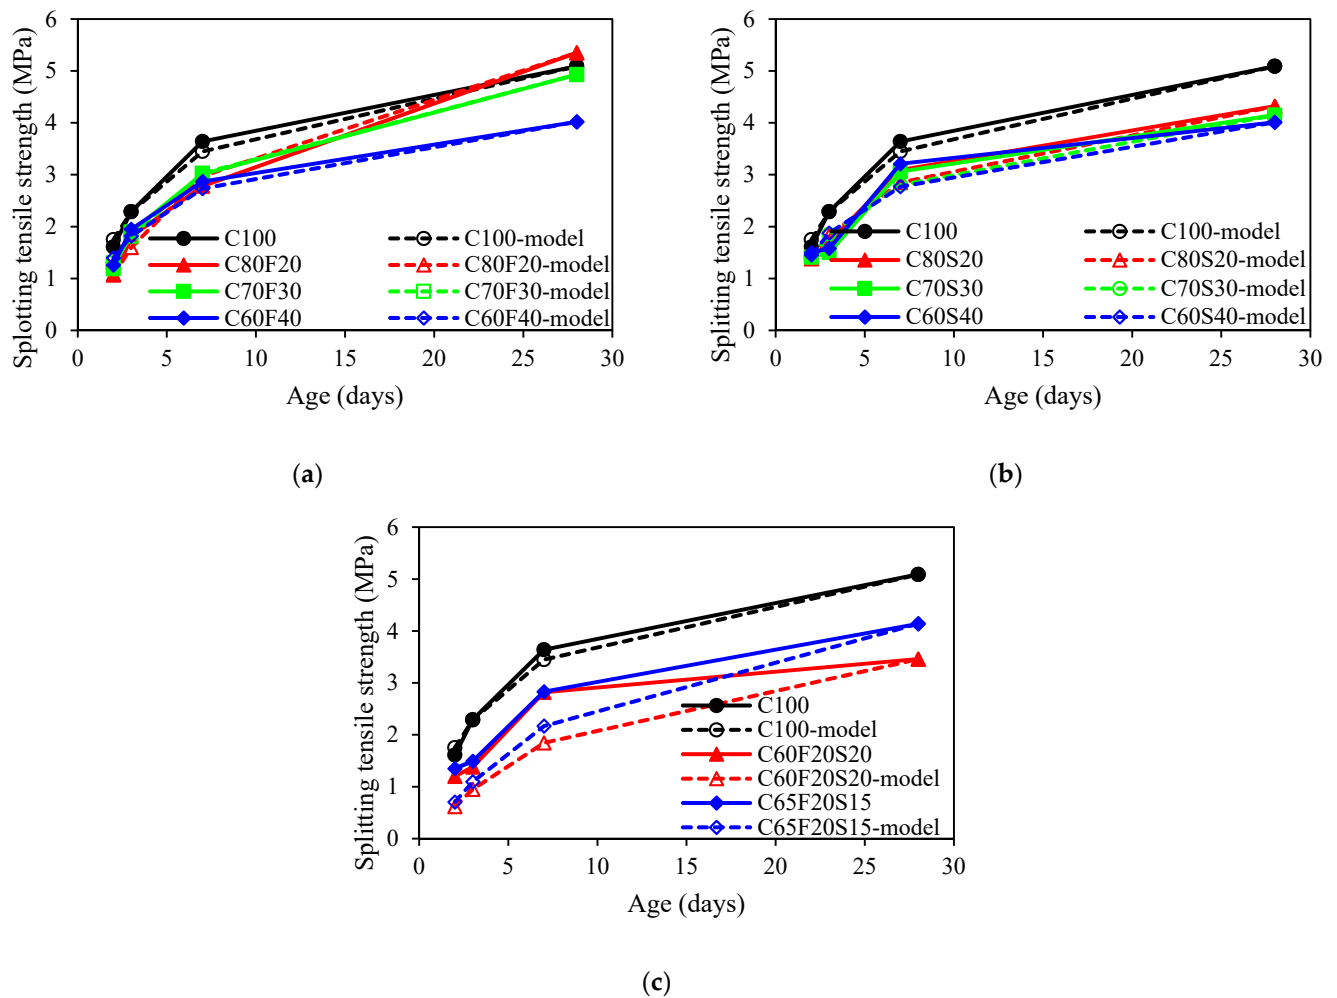 6
5
4
3
2
1
0
Splotting tensile strength (MPa)
C100
C100-model
C80F20
C80F20-model
C70F30
C70F30-model
C60F40
C60F40-model
0 5 10 15 20 25 30
Age (days)
(a)
6
5
4
3
2
1
0
Splitting tensile strength (MPa)
C100
C100-model
C80S20
C80S20-model
C70S30
C70S30-model
C60S40
C60S40-model
0 5 10 15 20 25 30
Age (days)
(b)
6
5
4
3
2
1
0
Splitting tensile strength (MPa)
C100
C100-model
C60F20S20
C60F20S20-model
C65F20S15
C65F20S15-model
0 5 10 15 20 25 30
Age (days)
(c)